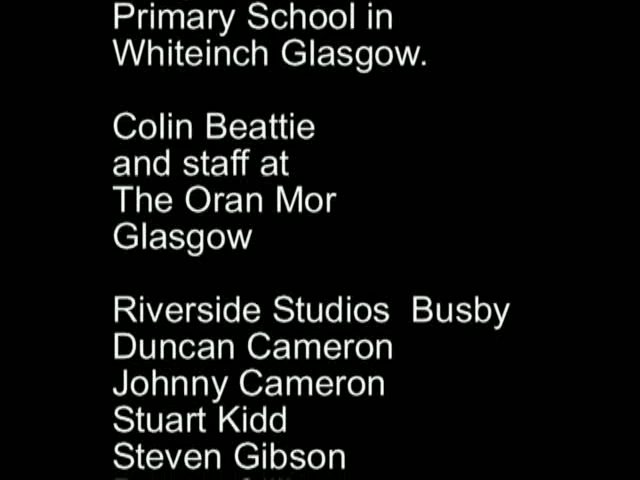 Primary School in
Whiteinch Glasgow.
Colin Beattie
and staff at
The Oran Mor
Glasgow
Riverside Studios  Busby
Duncan Cameron
Johnny Cameron
Stuart Kidd
Steven Gibson